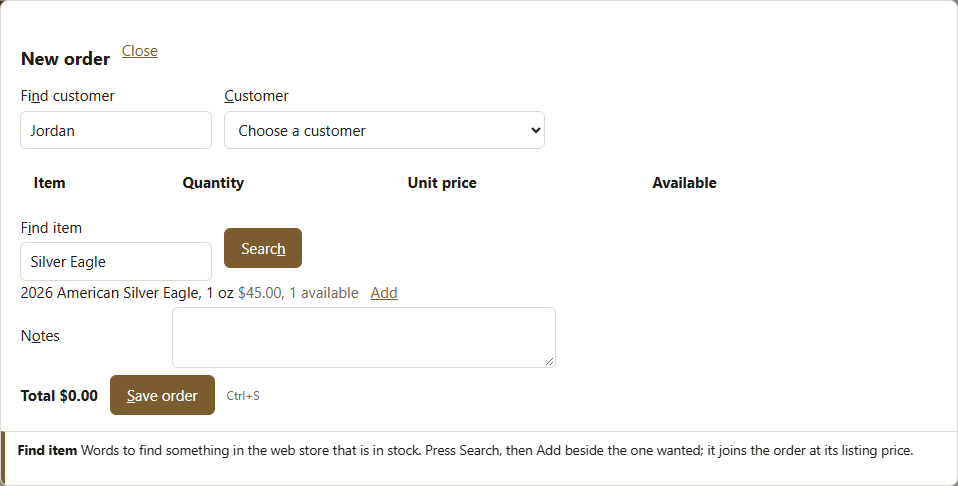 New order Close
Find customer Customer
Jordan Choose a customer
Item Quantity Unit price Available
Find item
Silver Eagle Search
2026 American Silver Eagle, 1 oz $45.00, 1 available Add
Notes
Total $0.00 Save order Ctrl+S
Find item Words to find something in the web store that is in stock. Press Search, then Add beside the one wanted; it joins the order at its listing price.